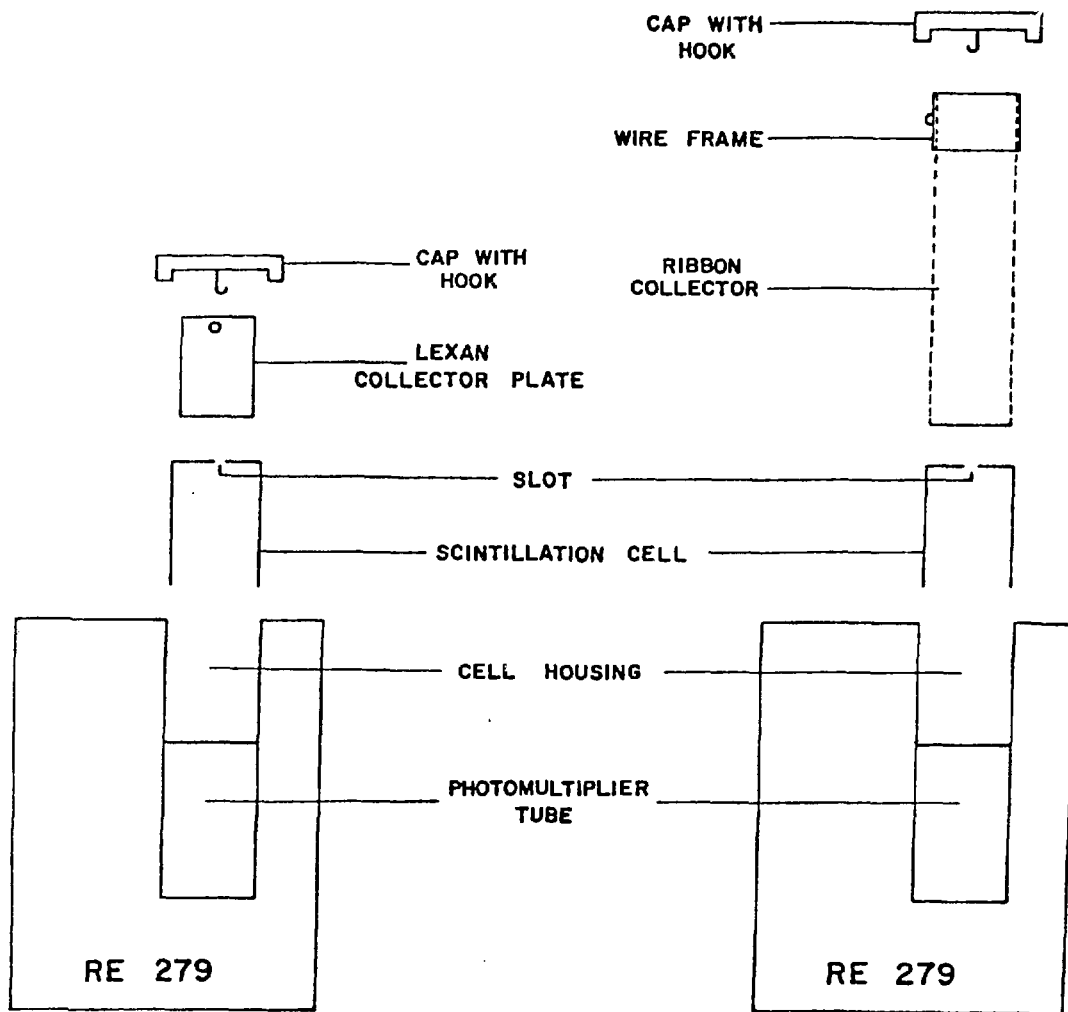 CAP WITH
HOOK
WIRE FRAME
RIBBON
COLLECTOR
CAP WITH
HOOK
LEXAN
COLLECTOR PLATE
SLOT
SCINTILLATION CELL
CELL HOUSING
PHOTOMULTIPLIER
TUBE
RE 279
RE 279